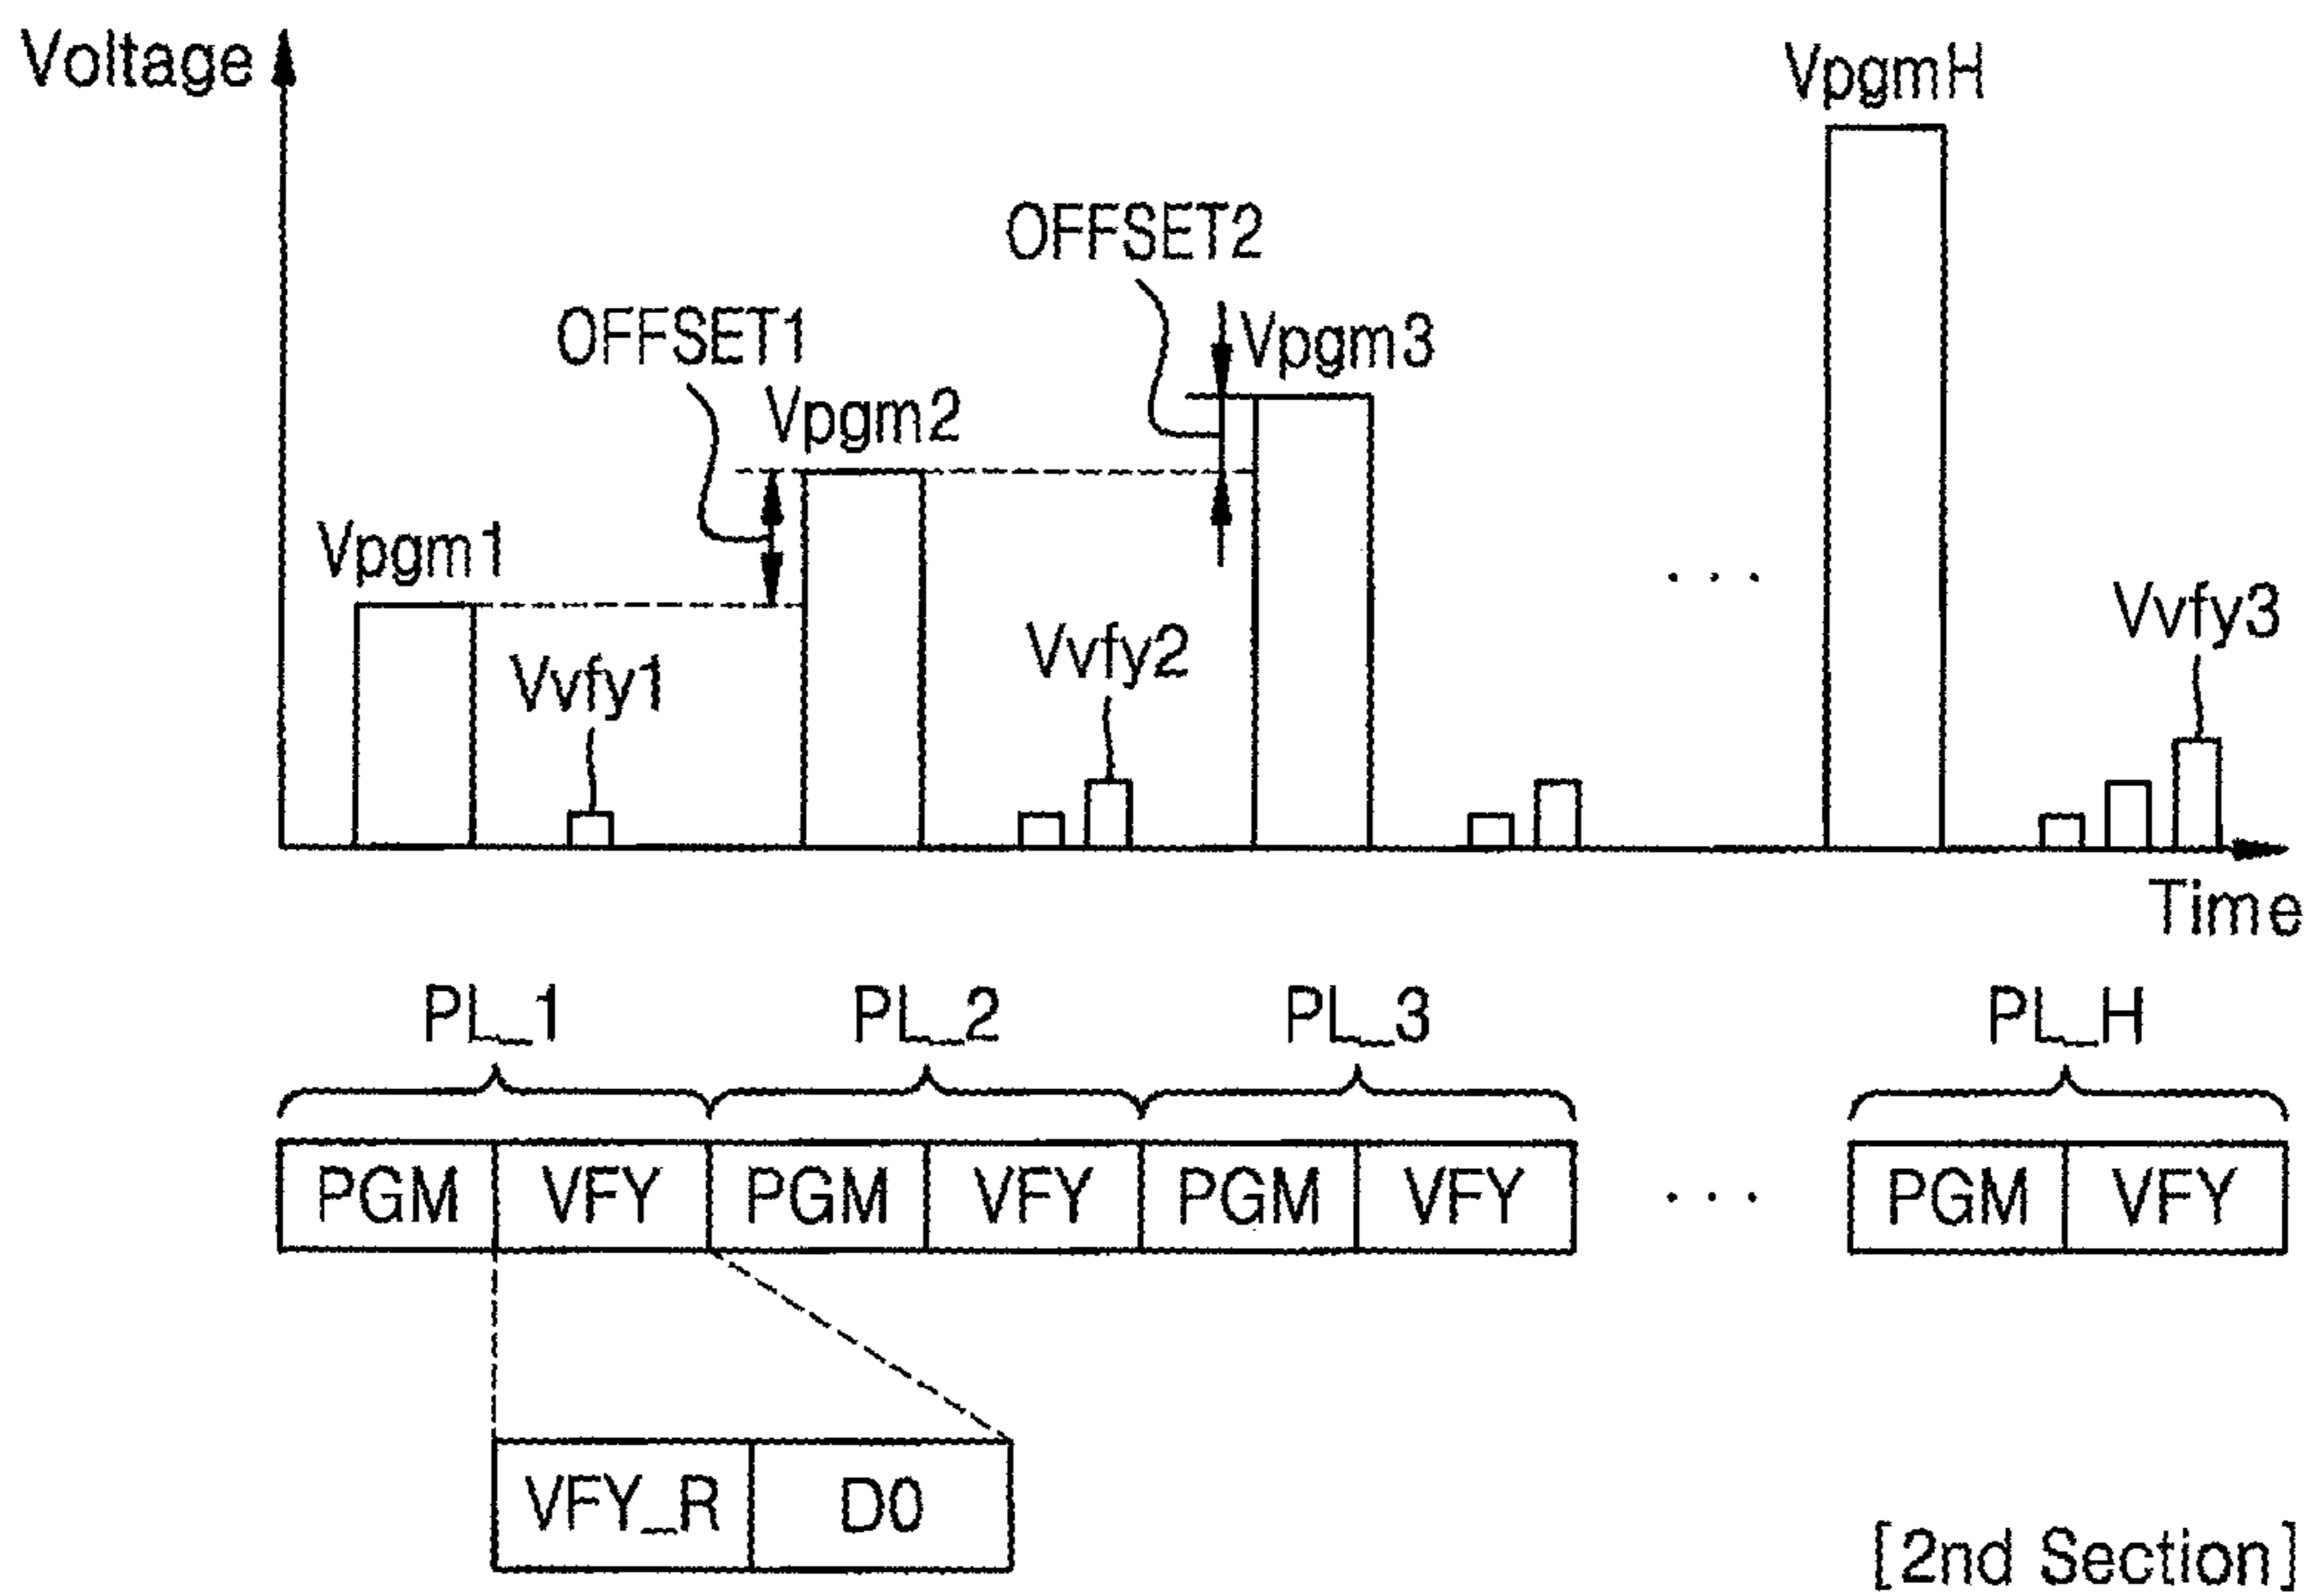 Voltage
VpgmH
OFFSET2
OFFSET1
Vpgm3
Vpgm2
Vpgm1
. . .
Vvfy3
Vvfy2
Vvfy1
Time
PL_1 PL_2 PL_3 PL_H
PGM VFY PGM VFY PGM VFY . . . PGM VFY
VFY_R D0
[2nd Section]